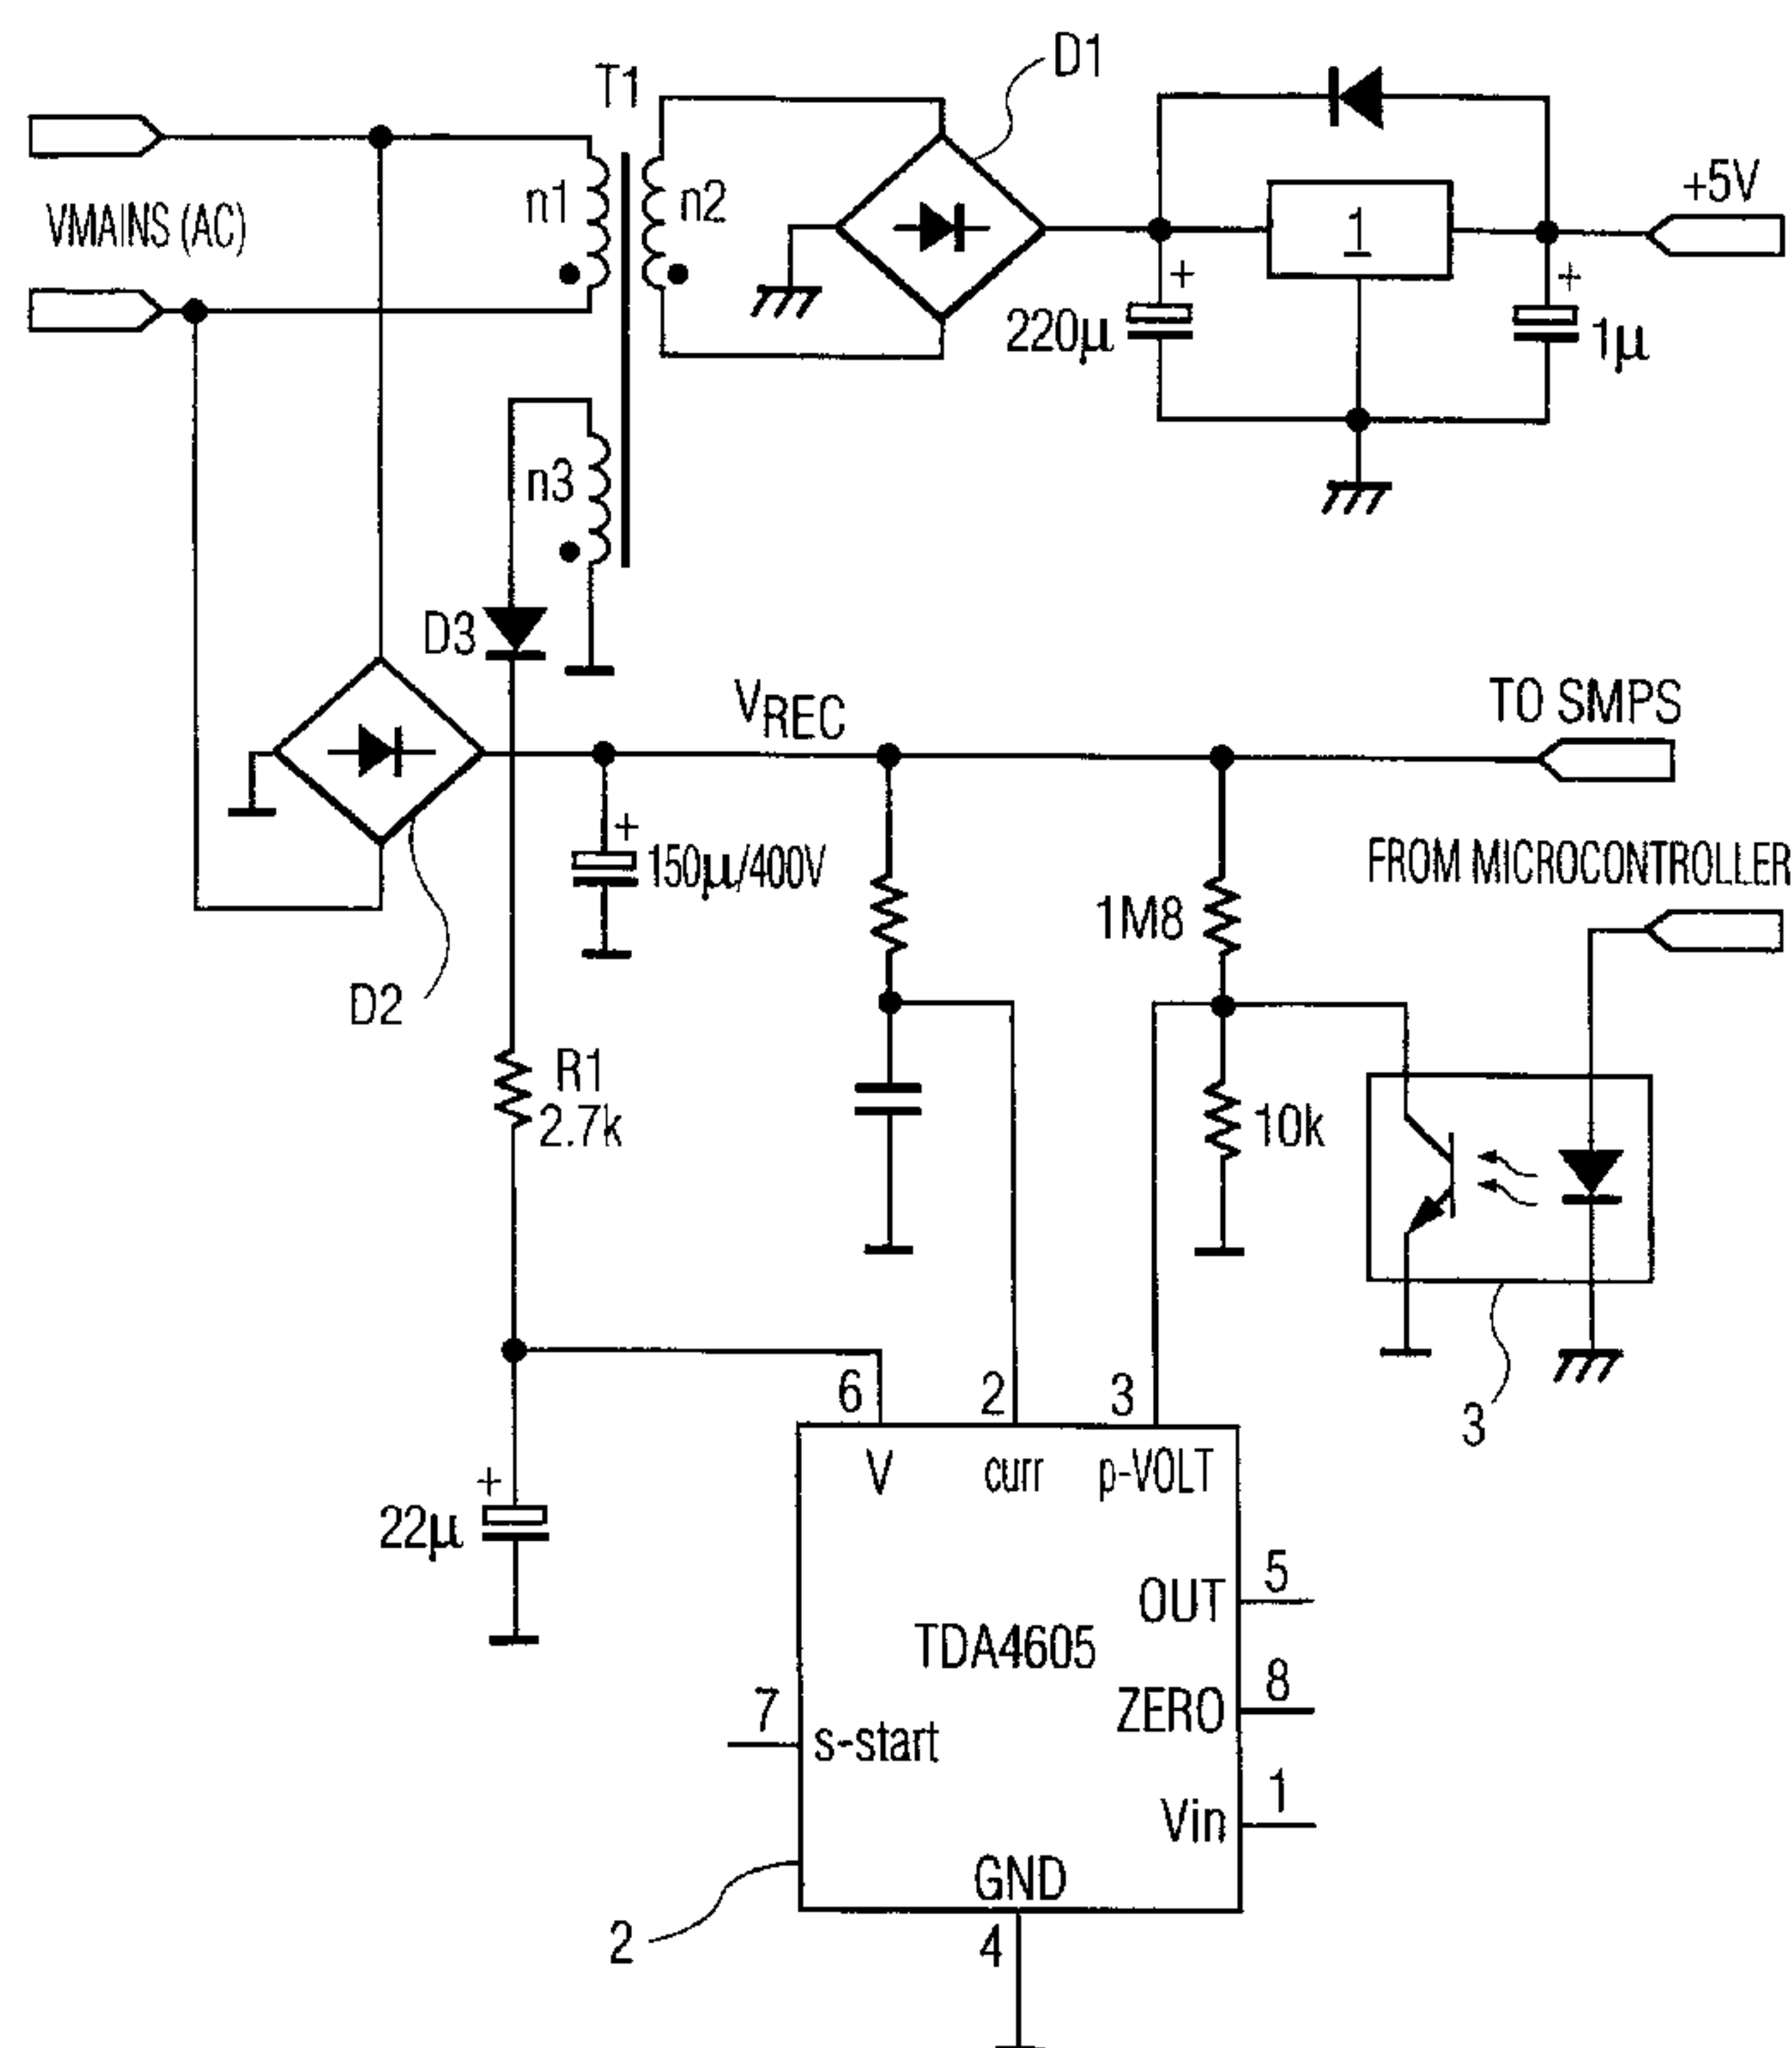 T1
D1
n1
n2
+5V
VMAINS (AC)
1
+
+
220µ
1µ
n3
D3
VREC
TO SMPS
+
150µ/400V
FROM MICROCONTROLLER
1M8
D2
R1
2.7k
10k
3
6
2
3
V
curr
p-VOLT
+
22µ
5
OUT
TDA4605
8
ZERO
7
s-start
1
Vin
GND
2
4